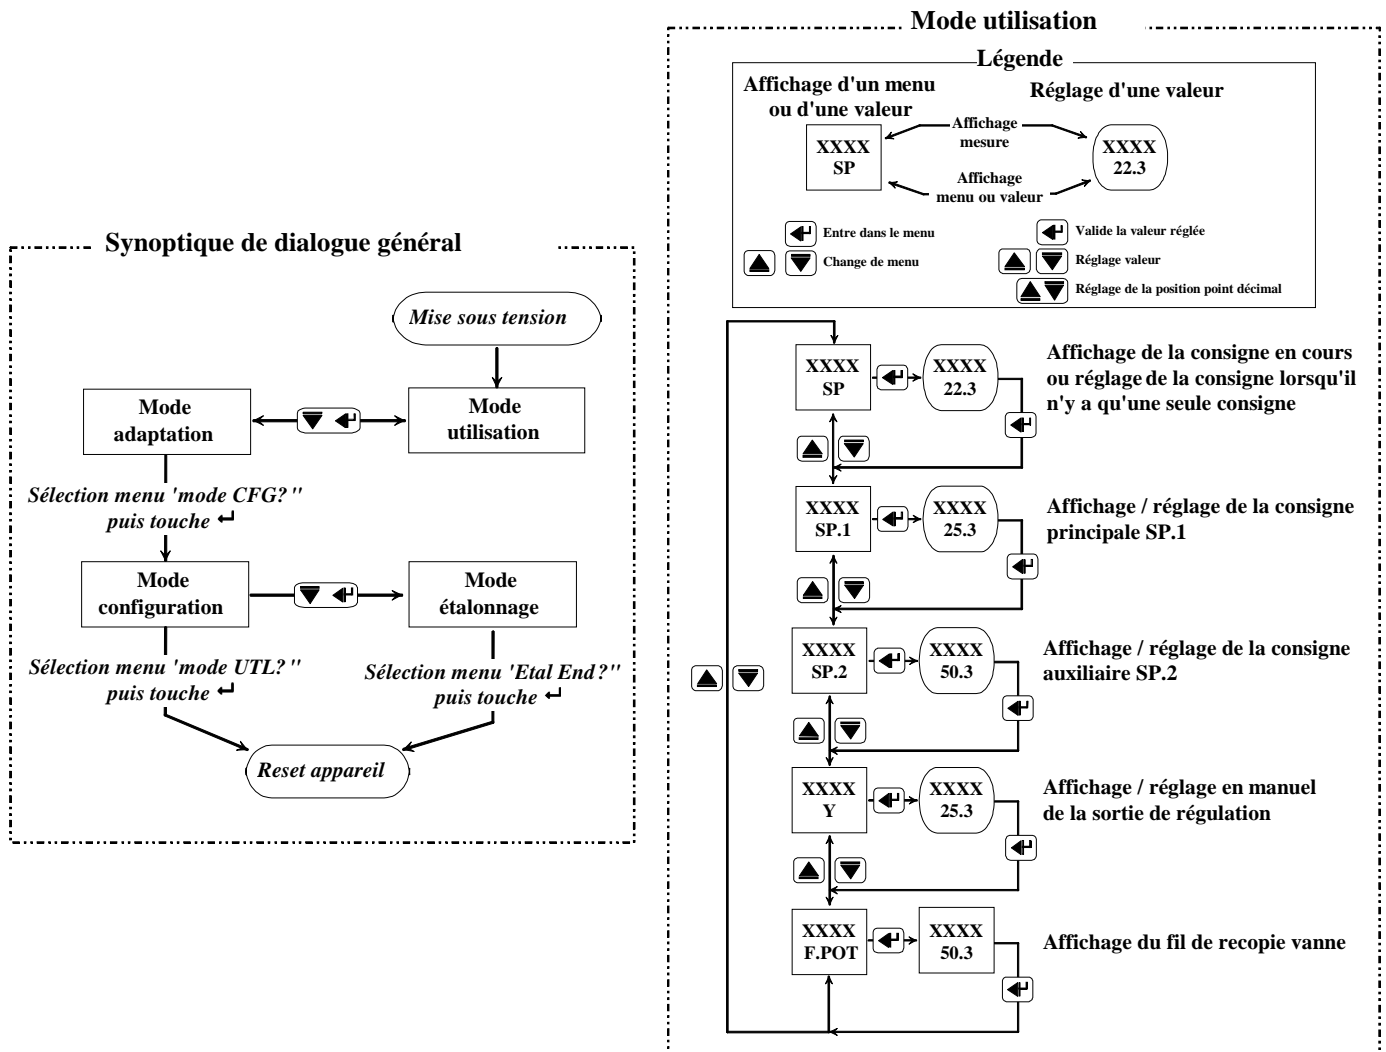 Synoptique de dialogue général
Mise sous tension
Mode
adaptation
Mode
utilisation
Sélection menu 'mode CFG?"
puis touche ↵
Mode
configuration
Mode
étalonnage
Sélection menu 'mode UTL?"
puis touche ↵
Sélection menu 'Etal End?"
puis touche ↵
Reset appareil
Mode utilisation
Légende
Affichage d'un menu
ou d'une valeur
Réglage d'une valeur
XXXX
SP
Affichage
mesure
Affichage
menu ou valeur
XXXX
22.3
Entre dans le menu
Change de menu
Valide la valeur réglée
Réglage valeur
Réglage de la position point décimal
XXXX
SP
XXXX
22.3
Affichage de la consigne en cours
ou réglage de la consigne lorsqu'il
n'y a qu'une seule consigne
XXXX
SP.1
XXXX
25.3
Affichage / réglage de la consigne
principale SP.1
XXXX
SP.2
XXXX
50.3
Affichage / réglage de la consigne
auxiliaire SP.2
XXXX
Y
XXXX
25.3
Affichage / réglage en manuel
de la sortie de régulation
XXXX
F.POT
XXXX
50.3
Affichage du fil de recopie vanne